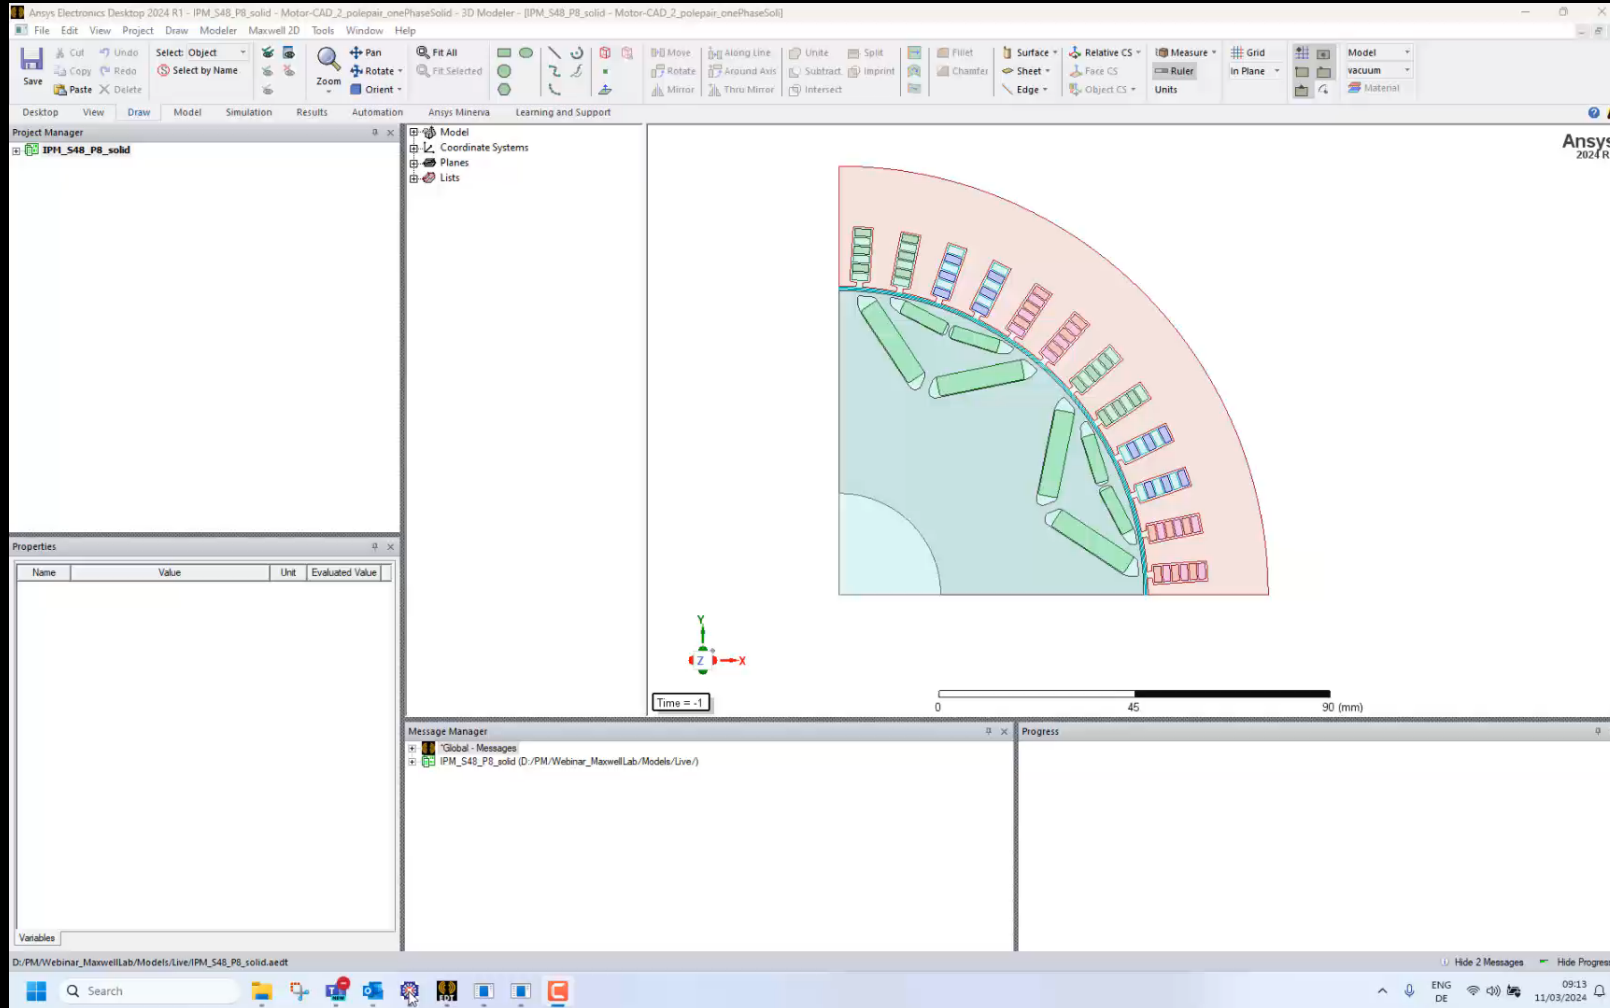 Ansys Electronics Desktop 2024 R1 - IPM_S48_P8_solid - Motor-CAD_2_polepair_onePhaseSolid - 3D Modeler - [IPM_S48_P8_solid - Motor-CAD_2_polepair_onePhaseSoli]
File Edit View Project Draw Modeler Maxwell 2D Tools Window Help
Save
Cut
Copy
Paste
Undo
Redo
Delete
Select: Object
Select by Name
Zoom
Pan
Rotate
Orient
Fit All
Fit Selected
Move
Rotate
Mirror
Along Line
Around Axis
Thru Mirror
Unite
Subtract
Intersect
Split
Imprint
Fillet
Chamfer
Surface
Sheet
Edge
Relative CS
Face CS
Object CS
Measure
Ruler
Units
Grid
In Plane
Model
vacuum
Material
Desktop View Draw Model Simulation Results Automation Ansys Minerva Learning and Support
Project Manager
IPM_S48_P8_solid
Model
Coordinate Systems
Planes
Lists
Ansys
2024 R
Properties
Name Value Unit Evaluated Value
Variables
Y
Z
X
Time = -1
0 45 90 (mm)
Message Manager
*Global - Messages
IPM_S48_P8_solid (D:/PM/Webinar_MaxwellLab/Models/Live/)
Progress
D:/PM/Webinar_MaxwellLab/Models/Live/IPM_S48_P8_solid.aedt
Hide 2 Messages
Hide Progress
Search
NEW
EDT
ENG
DE
09:13
11/03/2024